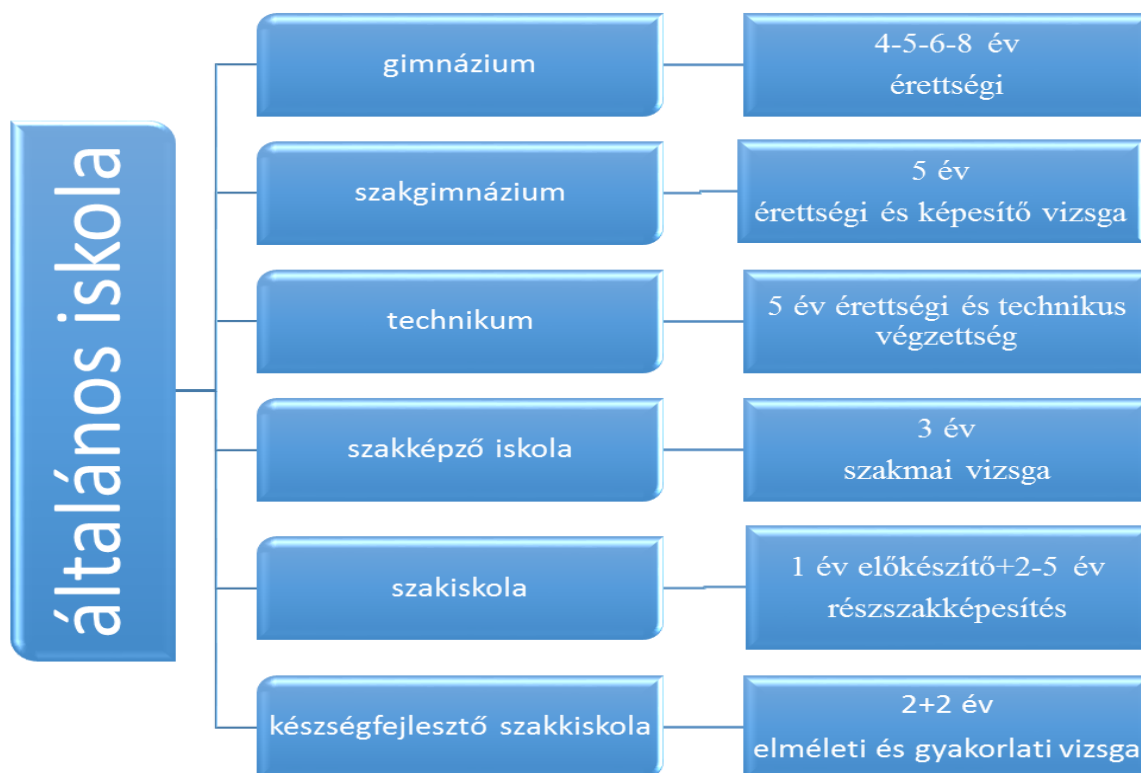 általános iskola
gimnázium
4-5-6-8 év
érettségi
szakgimnázium
5 év
érettségi és képesítő vizsga
technikum
5 év érettségi és technikus
végzettség
szakképző iskola
3 év
szakmai vizsga
szakiskola
1 év előkészítő+2-5 év
részszakképesítés
készségfejlesztő szakkiskola
2+2 év
elméleti és gyakorlati vizsga